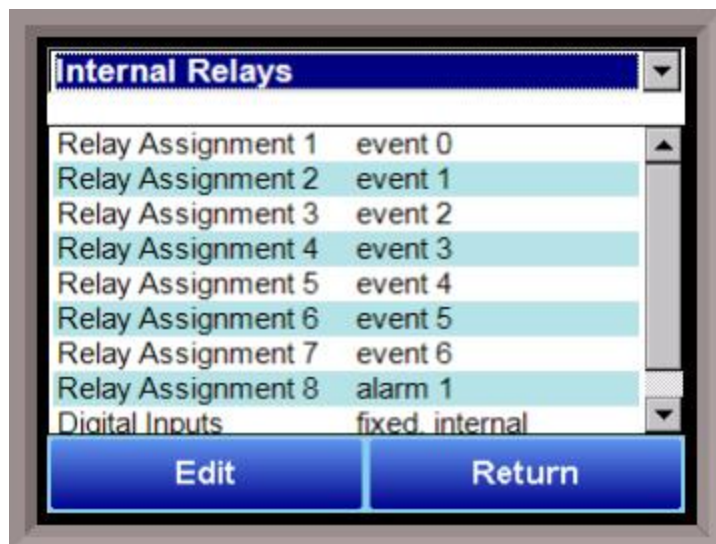 Internal Relays
Relay Assignment 1 event 0
Relay Assignment 2 event 1
Relay Assignment 3 event 2
Relay Assignment 4 event 3
Relay Assignment 5 event 4
Relay Assignment 6 event 5
Relay Assignment 7 event 6
Relay Assignment 8 alarm 1
Digital Inputs fixed, internal
Edit Return